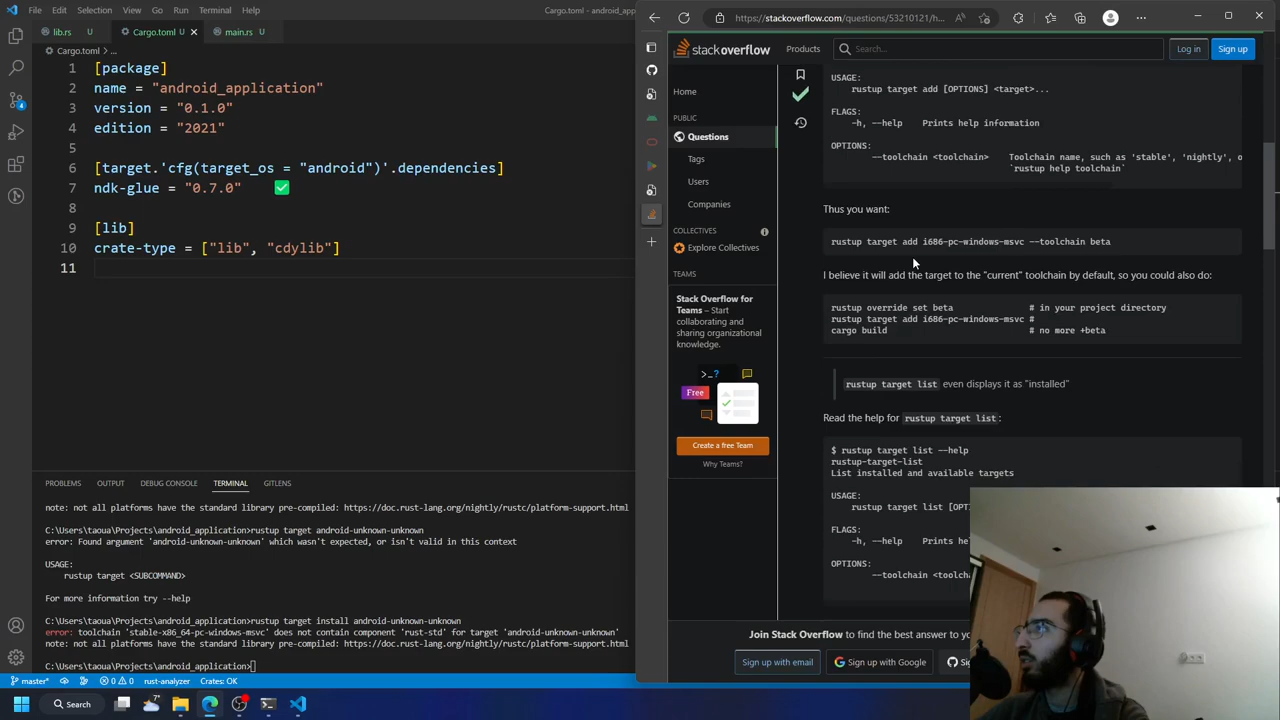 File Edit Selection View Go Run Terminal Help
Cargo.toml - android_ap
lib.rs U
Cargo.toml U
main.rs U
Cargo.toml > ...
1 [package]
2 name = "android_application"
3 version = "0.1.0"
4 edition = "2021"
5
6 [target.'cfg(target_os = "android")'.dependencies]
7 ndk-glue = "0.7.0"
8
9 [lib]
10 crate-type = ["lib", "cdylib"]
11
PROBLEMS OUTPUT DEBUG CONSOLE TERMINAL GITLENS
note: not all platforms have the standard library pre-compiled: https://doc.rust-lang.org/nightly/rustc/platform-support.html
C:\Users\taoua\Projects\android_application>rustup target android-unknown-unknown
error: Found argument 'android-unknown-unknown' which wasn't expected, or isn't valid in this context
USAGE:
rustup target <SUBCOMMAND>
For more information try --help
C:\Users\taoua\Projects\android_application>rustup target install android-unknown-unknown
error: toolchain 'stable-x86_64-pc-windows-msvc' does not contain component 'rust-std' for target 'android-unknown-unknown'
note: not all platforms have the standard library pre-compiled: https://doc.rust-lang.org/nightly/rustc/platform-support.html
C:\Users\taoua\Projects\android_application>
4
master* 0 0 rust-analyzer Crates: OK
Search
7°
https://stackoverflow.com/questions/53210121/h...
stackoverflow Products Search... Log in Sign up
Home
PUBLIC
Questions
Tags
Users
Companies
COLLECTIVES
Explore Collectives
TEAMS
Stack Overflow for
Teams – Start
collaborating and
sharing organizational
knowledge.
>_?
Free
Create a free Team
Why Teams?
USAGE:
rustup target add [OPTIONS] <target>...
FLAGS:
-h, --help Prints help information
OPTIONS:
--toolchain <toolchain> Toolchain name, such as 'stable', 'nightly', o
`rustup help toolchain`
Thus you want:
rustup target add i686-pc-windows-msvc --toolchain beta
I believe it will add the target to the "current" toolchain by default, so you could also do:
rustup override set beta # in your project directory
rustup target add i686-pc-windows-msvc #
cargo build # no more +beta
rustup target list even displays it as "installed"
Read the help for rustup target list:
$ rustup target list --help
rustup-target-list
List installed and available targets
USAGE:
rustup target list [OPT
FLAGS:
-h, --help Prints hel
OPTIONS:
--toolchain <toolcha
Join Stack Overflow to find the best answer to yo
Sign up with email
Sign up with Google
Sig